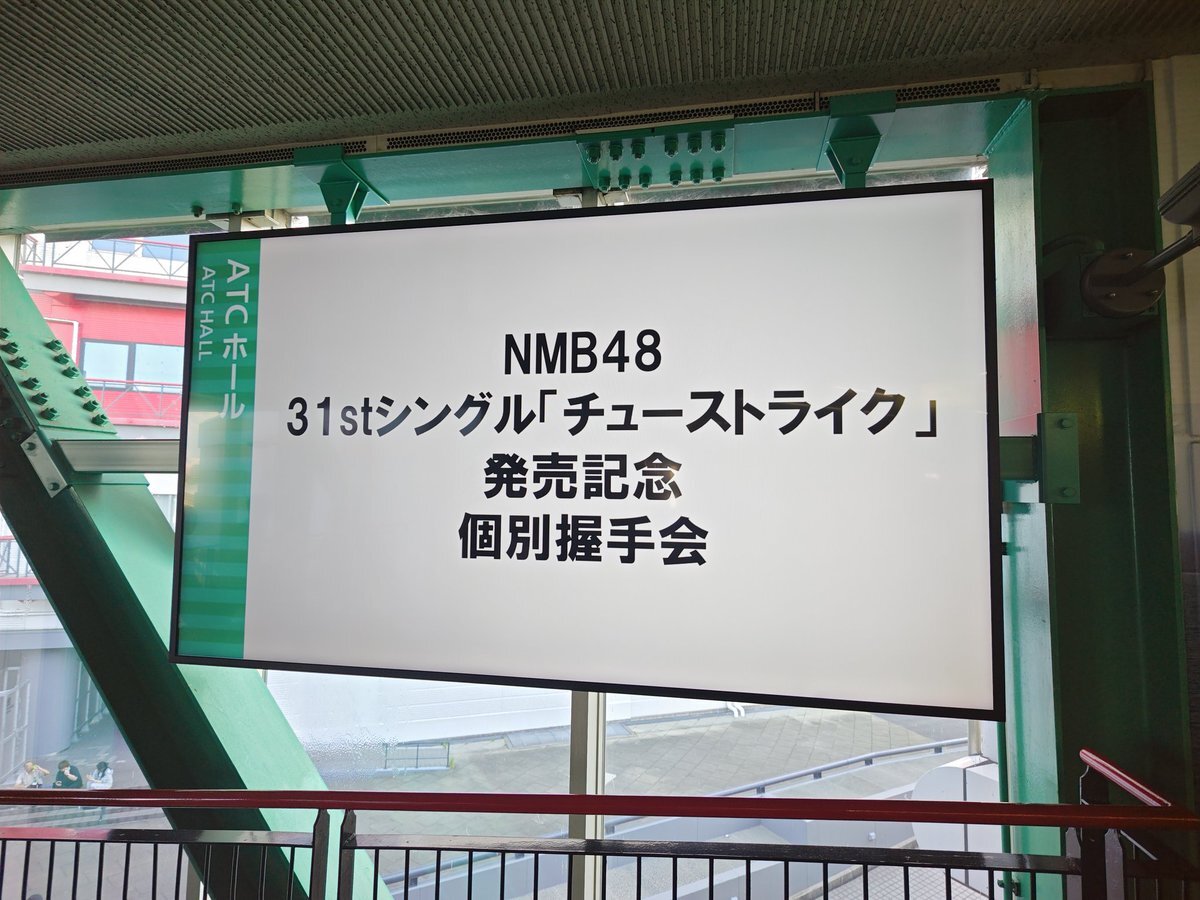 ATCホール
ATC HALL
NMB48
31stシングル「チューストライク」
発売記念
個別握手会